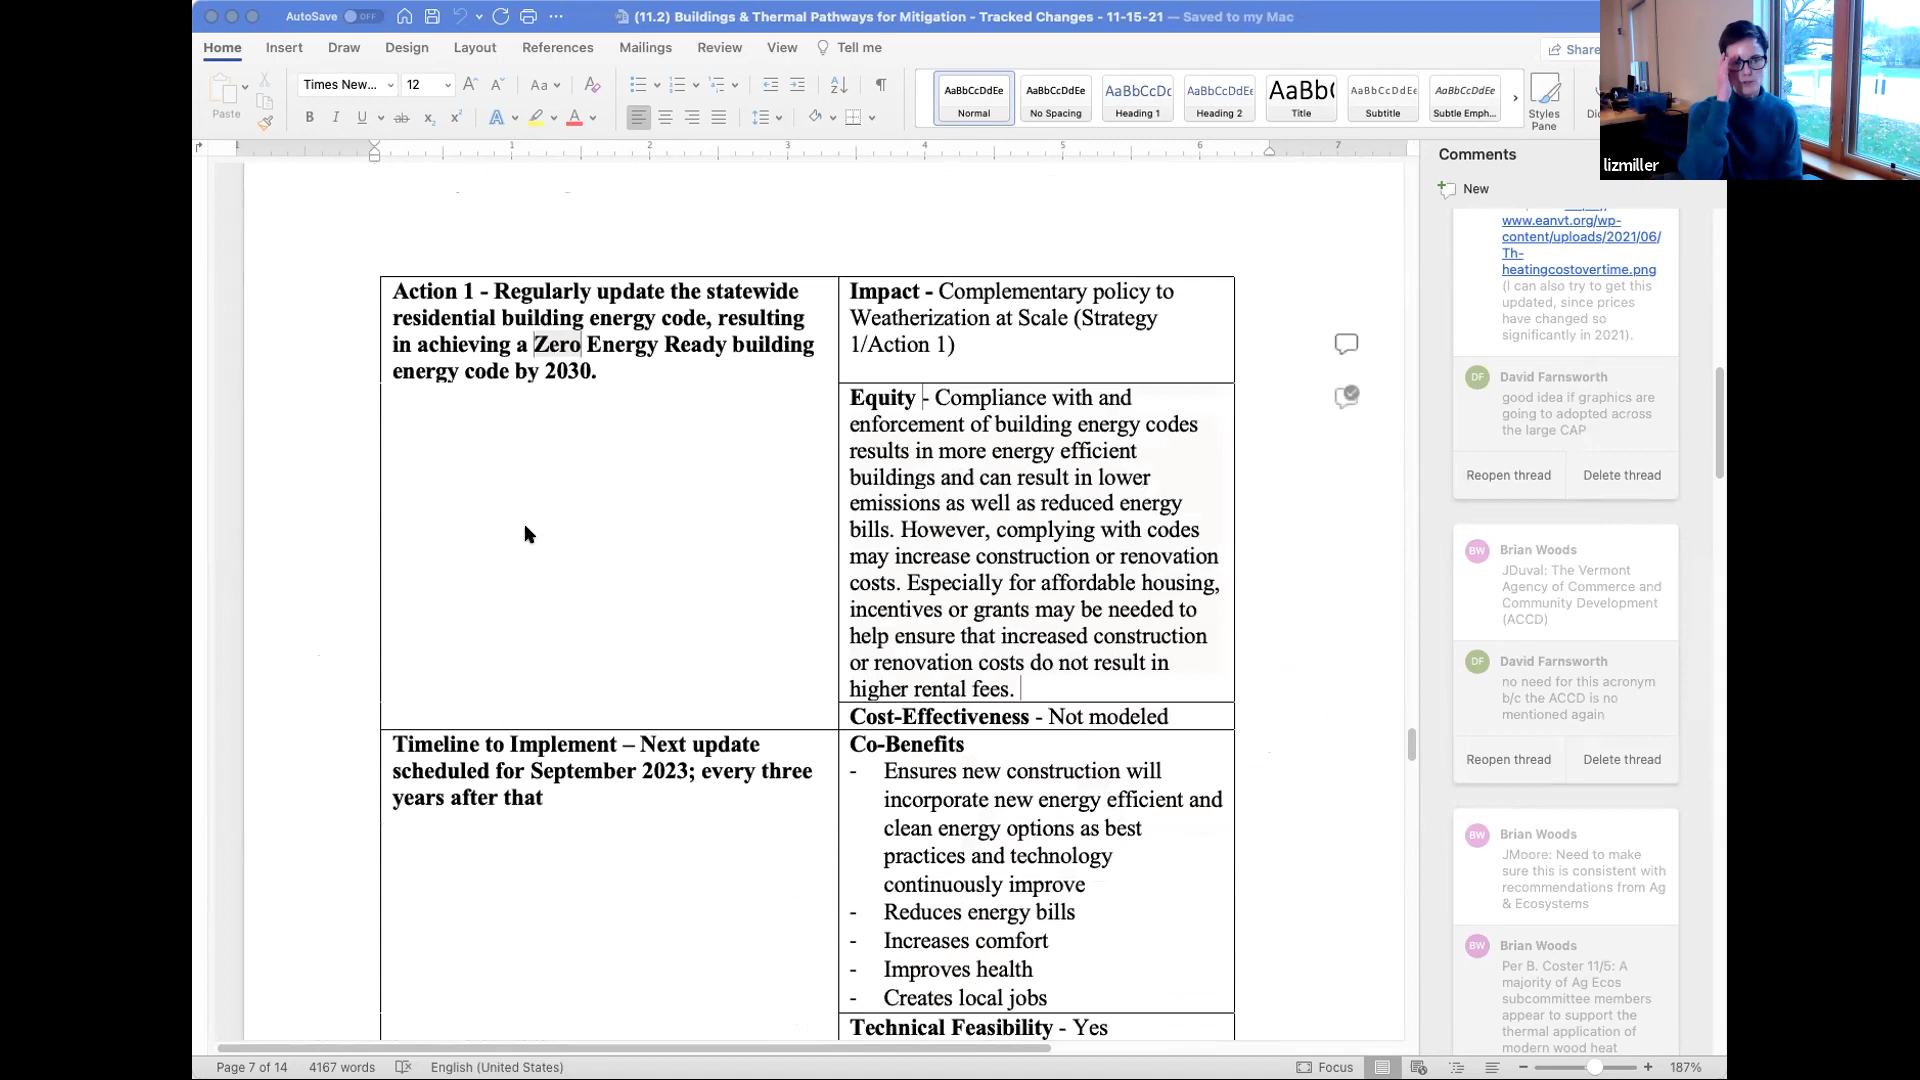 AutoSave OFF
(11.2) Buildings & Thermal Pathways for Mitigation - Tracked Changes - 11-15-21 — Saved to my Mac
Home Insert Draw Design Layout References Mailings Review View Tell me
Share
Paste
Times New... 12
AaBbCcDdEe AaBbCcDdEe AaBbCcDc AaBbCcDdE AaBb( AaBbCcDdE AaBbCcDdEe
Normal No Spacing Heading 1 Heading 2 Title Subtitle Subtle Emph...
Styles
Pane
lizmiller
1 1 2 3 4 5 6 7
Action 1 - Regularly update the statewide
residential building energy code, resulting
in achieving a Zero Energy Ready building
energy code by 2030.
Impact - Complementary policy to
Weatherization at Scale (Strategy
1/Action 1)
Equity - Compliance with and
enforcement of building energy codes
results in more energy efficient
buildings and can result in lower
emissions as well as reduced energy
bills. However, complying with codes
may increase construction or renovation
costs. Especially for affordable housing,
incentives or grants may be needed to
help ensure that increased construction
or renovation costs do not result in
higher rental fees.
Cost-Effectiveness - Not modeled
Timeline to Implement – Next update
scheduled for September 2023; every three
years after that
Co-Benefits
- Ensures new construction will
incorporate new energy efficient and
clean energy options as best
practices and technology
continuously improve
- Reduces energy bills
- Increases comfort
- Improves health
- Creates local jobs
Technical Feasibility - Yes
Comments
New
www.eanvt.org/wp-
content/uploads/2021/06/
Th-
heatingcostovertime.png
(I can also try to get this
updated, since prices
have changed so
significantly in 2021).
DF David Farnsworth
good idea if graphics are
going to adopted across
the large CAP
Reopen thread Delete thread
BW Brian Woods
JDuval: The Vermont
Agency of Commerce and
Community Development
(ACCD)
DF David Farnsworth
no need for this acronym
b/c the ACCD is no
mentioned again
Reopen thread Delete thread
BW Brian Woods
JMoore: Need to make
sure this is consistent with
recommendations from Ag
& Ecosystems
BW Brian Woods
Per B. Coster 11/5: A
majority of Ag Ecos
subcommittee members
appear to support the
thermal application of
modern wood heat
Page 7 of 14 4167 words English (United States) Focus 187%